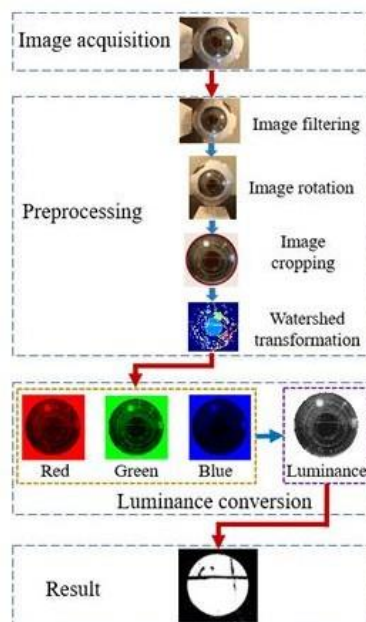 Image acquisition
Image filtering
Image rotation
Preprocessing
Image
cropping
Watershed
transformation
Red Green Blue Luminance
Luminance conversion
Result